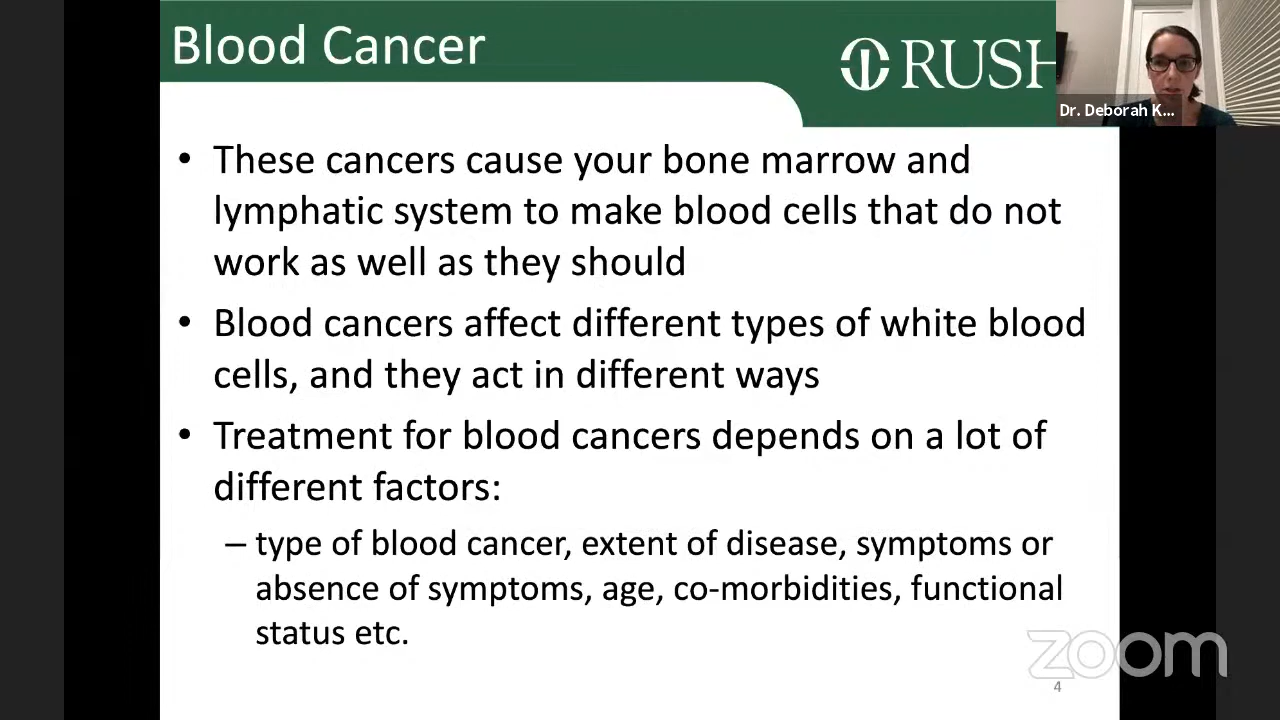 Blood Cancer
RUSH
Dr. Deborah K...
• These cancers cause your bone marrow and
lymphatic system to make blood cells that do not
work as well as they should
• Blood cancers affect different types of white blood
cells, and they act in different ways
• Treatment for blood cancers depends on a lot of
different factors:
– type of blood cancer, extent of disease, symptoms or
absence of symptoms, age, co-morbidities, functional
status etc.
zoom
4